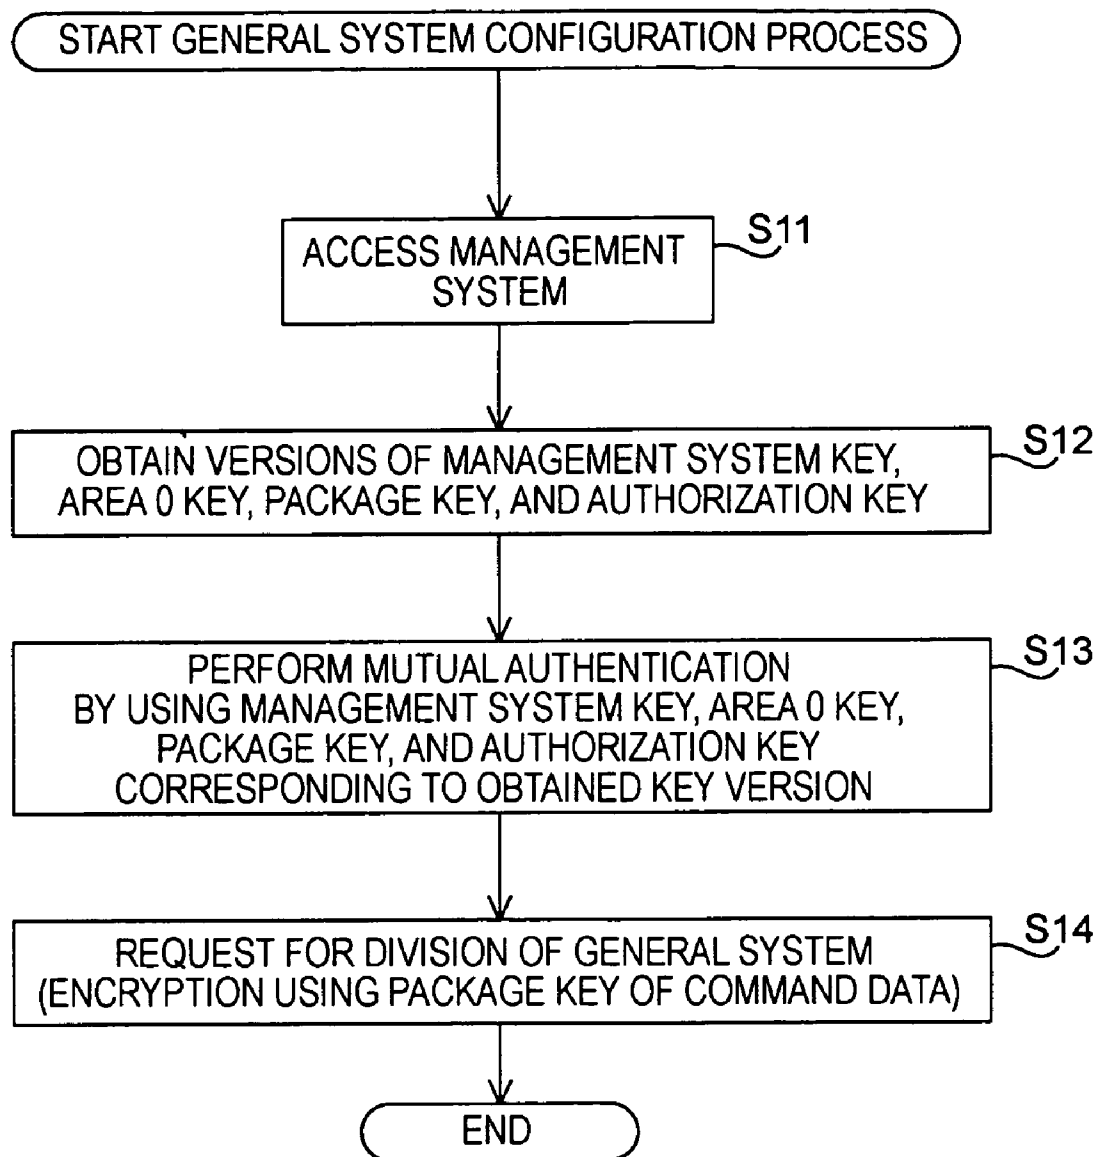 START GENERAL SYSTEM CONFIGURATION PROCESS
S11
ACCESS MANAGEMENT
SYSTEM
S12
OBTAIN VERSIONS OF MANAGEMENT SYSTEM KEY,
AREA 0 KEY, PACKAGE KEY, AND AUTHORIZATION KEY
S13
PERFORM MUTUAL AUTHENTICATION
BY USING MANAGEMENT SYSTEM KEY, AREA 0 KEY,
PACKAGE KEY, AND AUTHORIZATION KEY
CORRESPONDING TO OBTAINED KEY VERSION
S14
REQUEST FOR DIVISION OF GENERAL SYSTEM
(ENCRYPTION USING PACKAGE KEY OF COMMAND DATA)
END